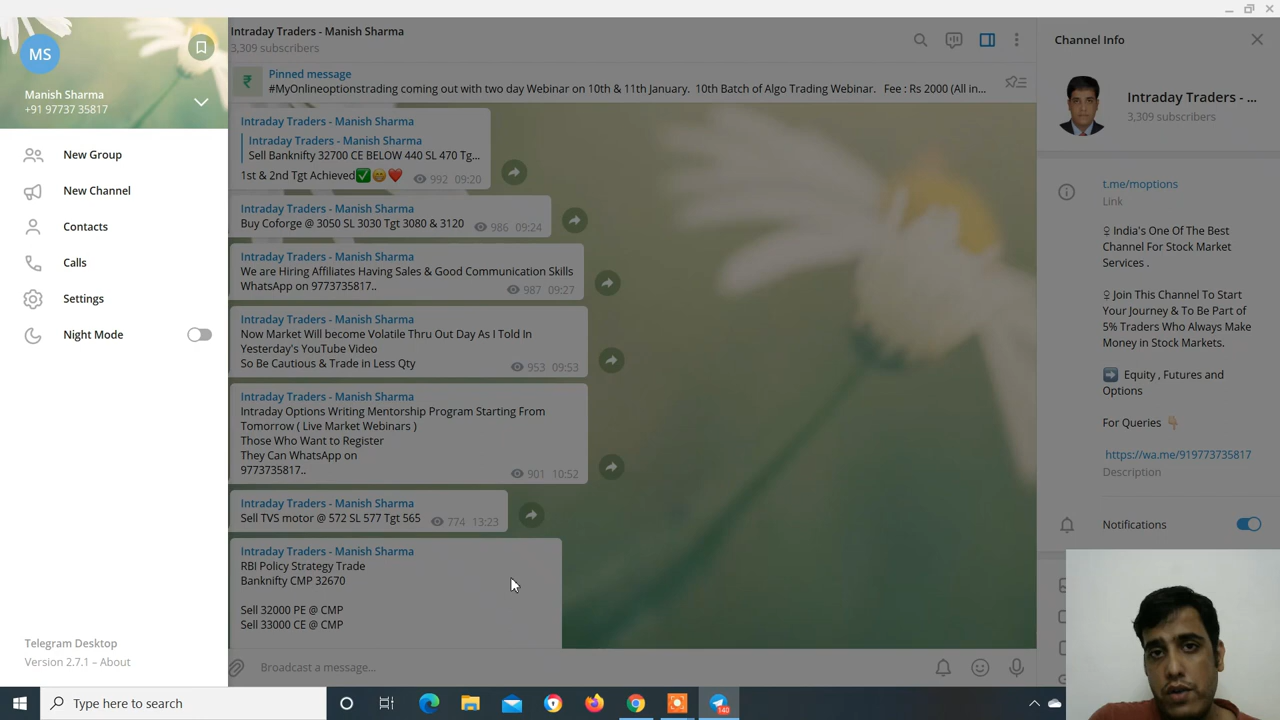 MS
Manish Sharma
+91 97737 35817
New Group
New Channel
Contacts
Calls
Settings
Night Mode
Telegram Desktop
Version 2.7.1 – About
Intraday Traders - Manish Sharma
3,309 subscribers
Pinned message
#MyOnlineoptionstrading coming out with two day Webinar on 10th & 11th January.  10th Batch of Algo Trading Webinar.   Fee : Rs 2000 (All in...
Intraday Traders - Manish Sharma
Intraday Traders - Manish Sharma
Sell Banknifty 32700 CE BELOW 440 SL 470 Tg...
1st & 2nd Tgt Achieved✅😁❤️ 992 09:20
Intraday Traders - Manish Sharma
Buy Coforge @ 3050 SL 3030 Tgt 3080 & 3120 986 09:24
Intraday Traders - Manish Sharma
We are Hiring Affiliates Having Sales & Good Communication Skills
WhatsApp on 9773735817.. 987 09:27
Intraday Traders - Manish Sharma
Now Market Will become Volatile Thru Out Day As I Told In
Yesterday's YouTube Video
So Be Cautious & Trade in Less Qty 953 09:53
Intraday Traders - Manish Sharma
Intraday Options Writing Mentorship Program Starting From
Tomorrow ( Live Market Webinars )
Those Who Want to Register
They Can WhatsApp on
9773735817.. 901 10:52
Intraday Traders - Manish Sharma
Sell TVS motor @ 572 SL 577 Tgt 565 774 13:23
Intraday Traders - Manish Sharma
RBI Policy Strategy Trade
Banknifty CMP 32670
Sell 32000 PE @ CMP
Sell 33000 CE @ CMP
Broadcast a message...
Channel Info
Intraday Traders - ...
3,309 subscribers
t.me/moptions
Link
India's One Of The Best
Channel For Stock Market
Services .
Join This Channel To Start
Your Journey & To Be Part of
5% Traders Who Always Make
Money in Stock Markets.
➡️ Equity , Futures and
Options
For Queries 👇🏻
https://wa.me/919773735817
Description
Notifications
Type here to search
140